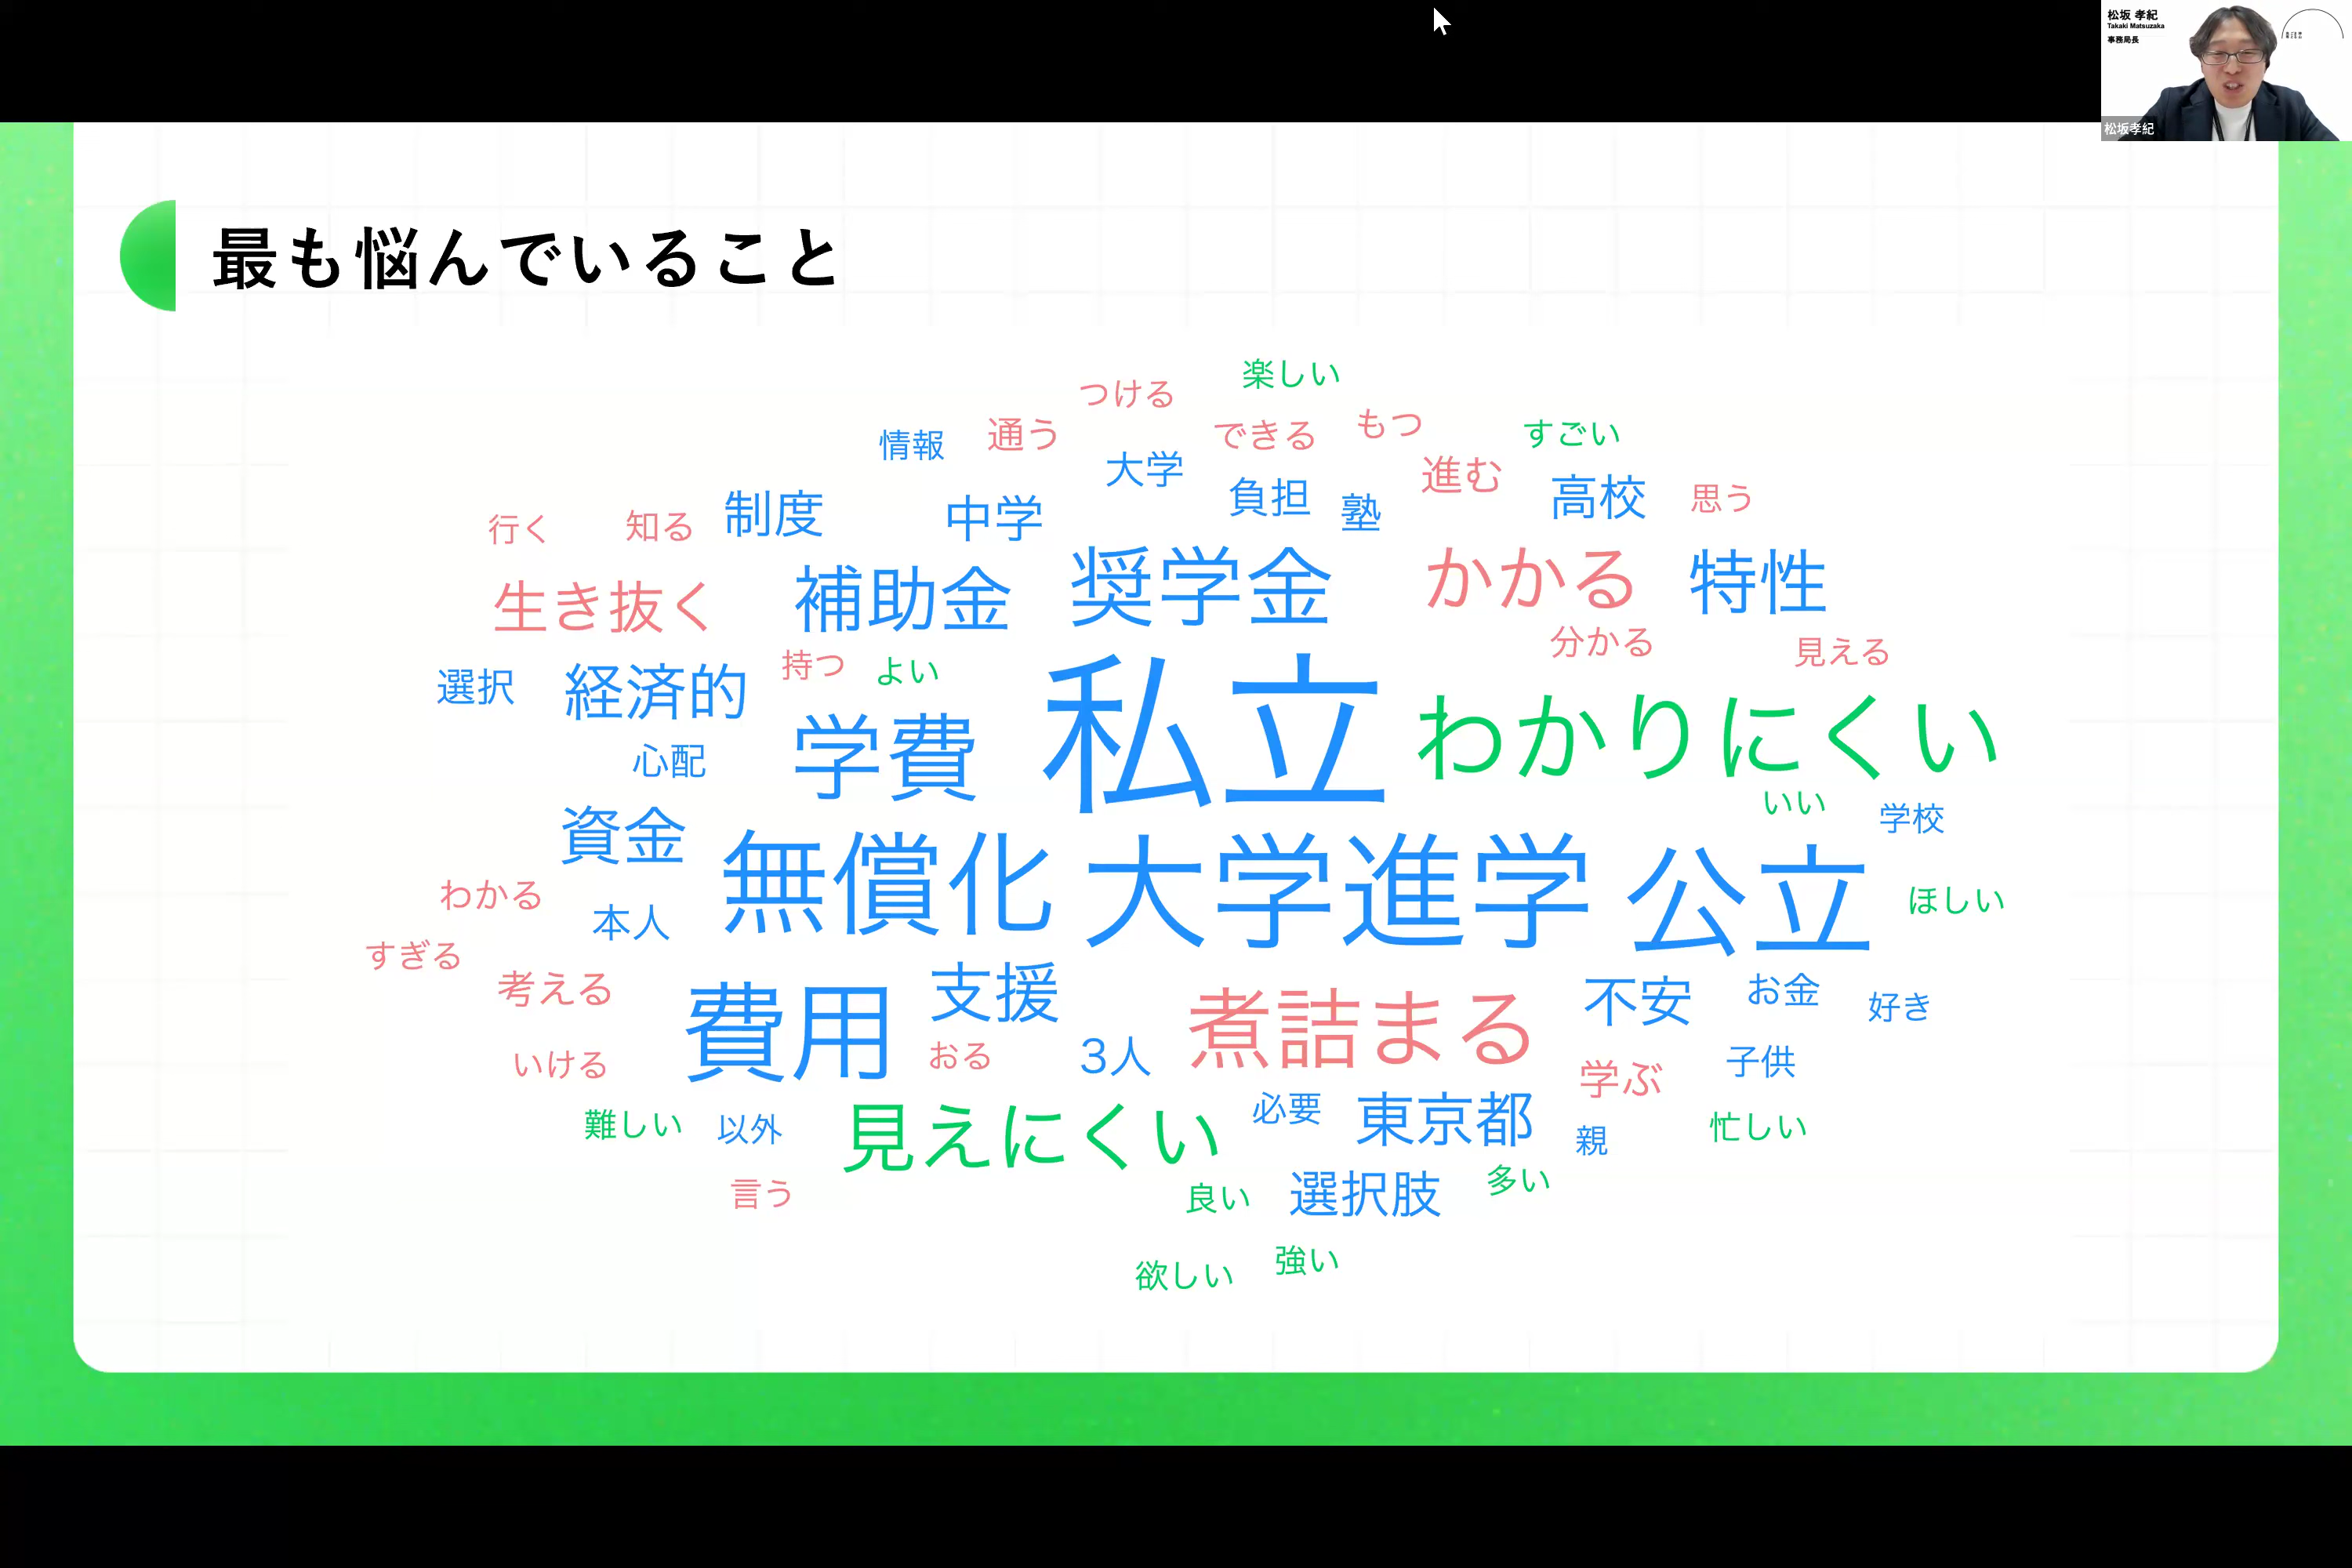 松坂 孝紀
Takaki Matsuzaka
事務局長
松坂孝紀
最も悩んでいること
楽しい
つける
情報 通う できる もつ すごい
大学 進む
制度 中学 負担 塾 高校 思う
行く 知る
生き抜く 補助金 奨学金 かかる 特性
分かる 見える
選択 経済的 持つ よい
学費 私立 わかりにくい
心配
資金 いい 学校
わかる 本人 無償化 大学進学 公立 ほしい
すぎる
考える 費用 支援 煮詰まる 不安 お金 好き
いける おる 3人 学ぶ 子供
難しい 以外 見えにくい 必要 東京都 親 忙しい
言う 良い 選択肢 多い
欲しい 強い